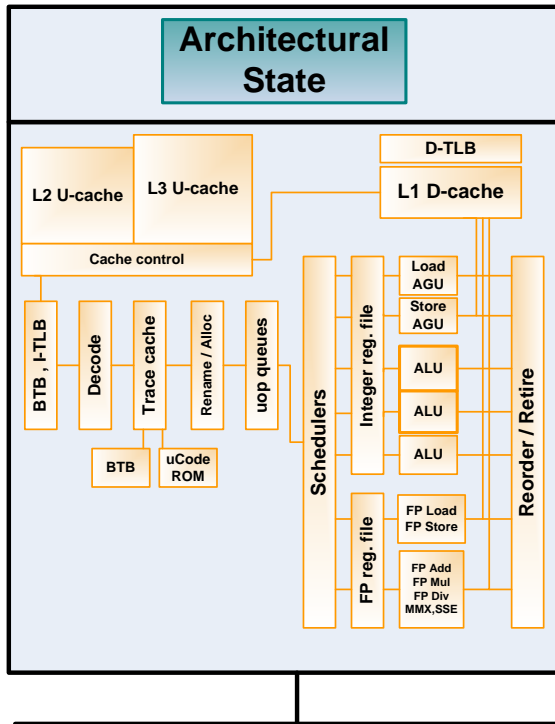 Architectural
State
D-TLB
L2 U-cache
L3 U-cache
L1 D-cache
Cache control
BTB , I-TLB
Decode
Trace cache
Rename / Alloc
uop queues
BTB
uCode
ROM
Schedulers
Integer reg. file
FP reg. file
Load
AGU
Store
AGU
ALU
ALU
ALU
FP Load
FP Store
FP Add
FP Mul
FP Div
MMX,SSE
Reorder / Retire